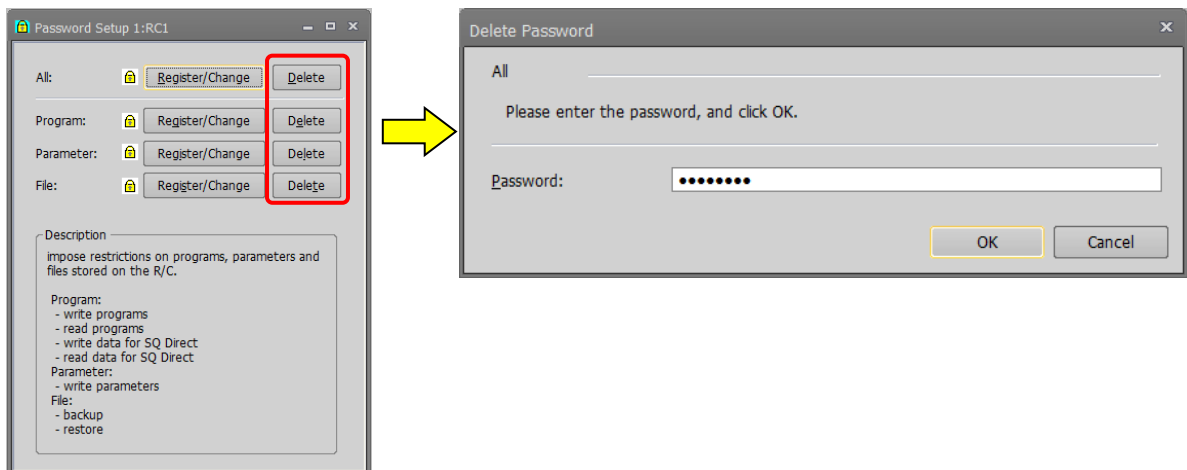 Password Setup 1:RC1
All: Register/Change Delete
Program: Register/Change Delete
Parameter: Register/Change Delete
File: Register/Change Delete
Description
impose restrictions on programs, parameters and
files stored on the R/C.
Program:
- write programs
- read programs
- write data for SQ Direct
- read data for SQ Direct
Parameter:
- write parameters
File:
- backup
- restore
Delete Password
All
Please enter the password, and click OK.
Password: ●●●●●●●●
OK Cancel